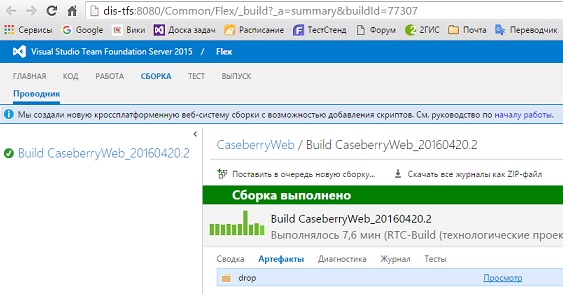 dis-tfs:8080/Common/Flex/_build?_a=summary&buildId=77307
Сервисы Google Dev Wiki Доска задач ТестСтенд Форум 2ГИС Почта Переводчик
Visual Studio Team Foundation Server 2015 / Flex
ГЛАВНАЯ КОД РАБОТА СБОРКА ТЕСТ ВЫПУСК
Проводник
Мы создали новую кроссплатформенную веб-систему сборки с возможностью добавления скриптов. См. руководство по началу работы.
Build CaseberryWeb_20160420.2
CaseberryWeb / Build CaseberryWeb_20160420.2
Поставить в очередь новую сборку... Скачать все журналы как ZIP-файл
Сборка выполнено
Build CaseberryWeb_20160420.2
Выполнялось 7,6 мин (RTC-Build (технологические проек
Сводка Артефакты Диагностика Журнал Тесты
drop Просмотр